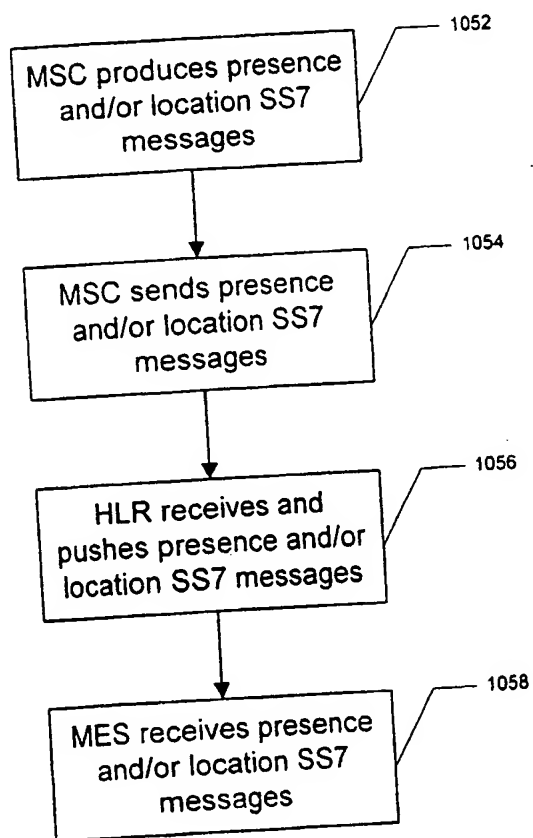 1052
MSC produces presence
and/or location SS7
messages
1054
MSC sends presence
and/or location SS7
messages
1056
HLR receives and
pushes presence and/or
location SS7 messages
1058
MES receives presence
and/or location SS7
messages